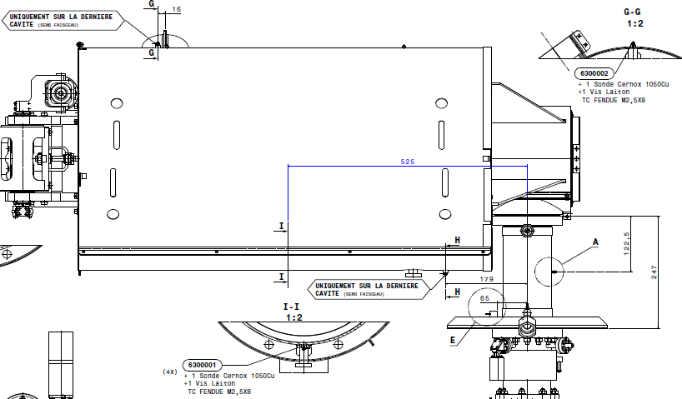 G
16
UNIQUEMENT SUR LA DERNIERE
CAVITE (SENS FAISCEAU)
G
G-G
1:2
6300002
+ 1 Sonde Cernox 1050Cu
+1 Vis Laiton
TC FENDUE M2,5X8
525
I
H
A
122,5
247
I
UNIQUEMENT SUR LA DERNIERE
CAVITE (SENS FAISCEAU)
179
H
65
I-I
1:2
E
6300001
(4x)
+ 1 Sonde Cernox 1050Cu
+1 Vis Laiton
TC FENDUE M2,5X8